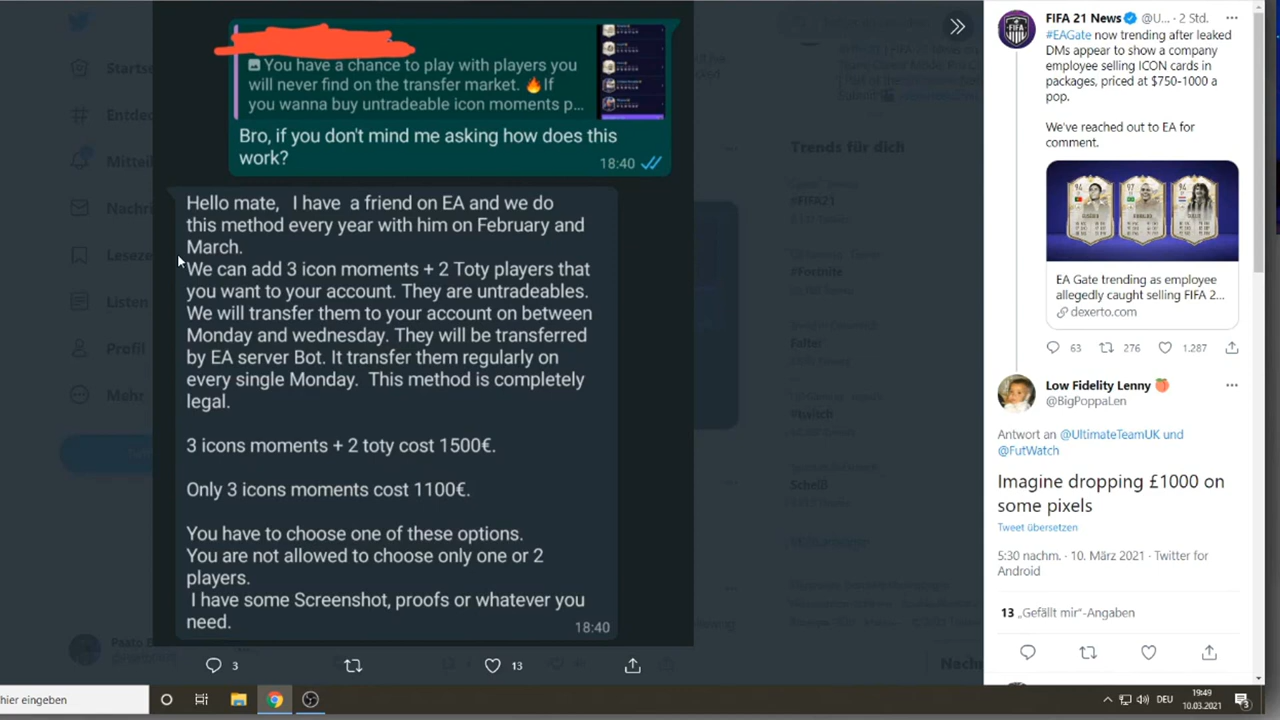 You have a chance to play with players you
will never find on the transfer market. 🔥If
you wanna buy untradeable icon moments p...
Bro, if you don't mind me asking how does this
work?
18:40
Hello mate, I have a friend on EA and we do
this method every year with him on Febuary and
March.
We can add 3 icon moments + 2 Toty players that
you want to your account. They are untradeables.
We will transfer them to your account on between
Monday and wednesday. They will be transferred
by EA server Bot. It transfer them regularly on
every single Monday. This method is completely
legal.
3 icons moments + 2 toty cost 1500€.
Only 3 icons moments cost 1100€.
You have to choose one of these options.
You are not allowed to choose only one or 2
players.
I have some Screenshot, proofs or whatever you
need.
18:40
3
13
Starts
Entdec
Mitteil
Nachri
Leseze
Listen
Profil
Mehr
Trends für dich
#FIFA21
#Fortnite
Falter
#twitch
Scheiß
FIFA 21 News @U... · 2 Std.
#EAGate now trending after leaked
DMs appear to show a company
employee selling ICON cards in
packages, priced at $750-1000 a
pop.
We've reached out to EA for
comment.
94
97
94
EA Gate trending as employee
allegedly caught selling FIFA 2...
dexerto.com
63
276
1.287
Low Fidelity Lenny 🍑
@BigPoppaLen
Antwort an @UltimateTeamUK und
@FutWatch
Imagine dropping £1000 on
some pixels
Tweet übersetzen
5:30 nachm. · 10. März 2021 · Twitter for
Android
13 „Gefällt mir“-Angaben
hier eingeben
DEU
19:49
10.03.2021
3